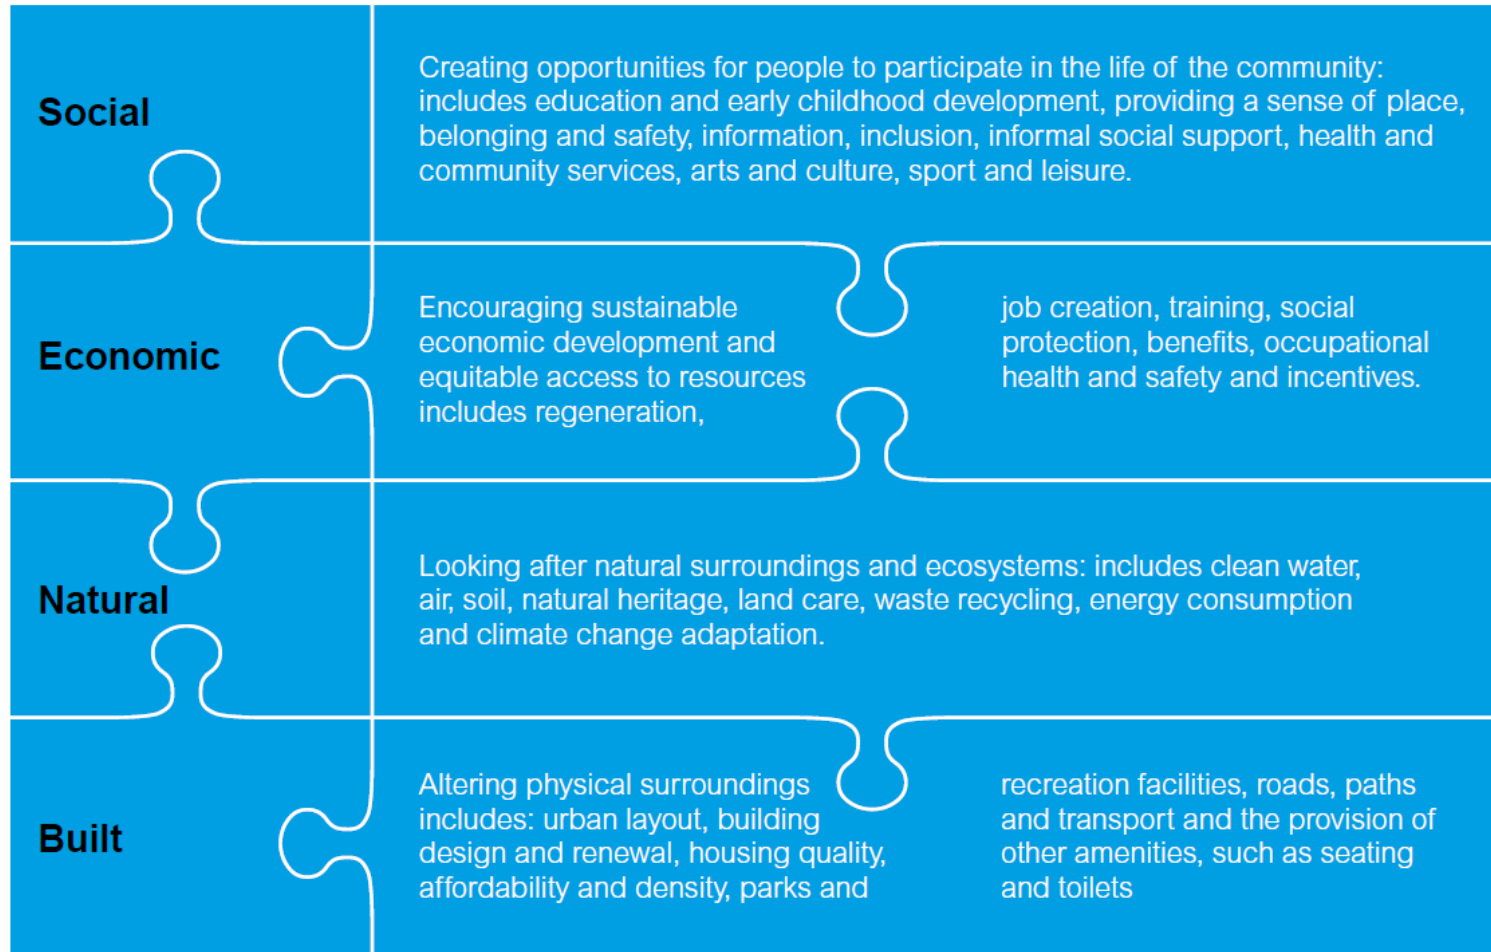 Social
Creating opportunities for people to participate in the life of the community:
includes education and early childhood development, providing a sense of place,
belonging and safety, information, inclusion, informal social support, health and
community services, arts and culture, sport and leisure.
Economic
Encouraging sustainable
economic development and
equitable access to resources
includes regeneration,
job creation, training, social
protection, benefits, occupational
health and safety and incentives.
Natural
Looking after natural surroundings and ecosystems: includes clean water,
air, soil, natural heritage, land care, waste recycling, energy consumption
and climate change adaptation.
Built
Altering physical surroundings
includes: urban layout, building
design and renewal, housing quality,
affordability and density, parks and
recreation facilities, roads, paths
and transport and the provision of
other amenities, such as seating
and toilets